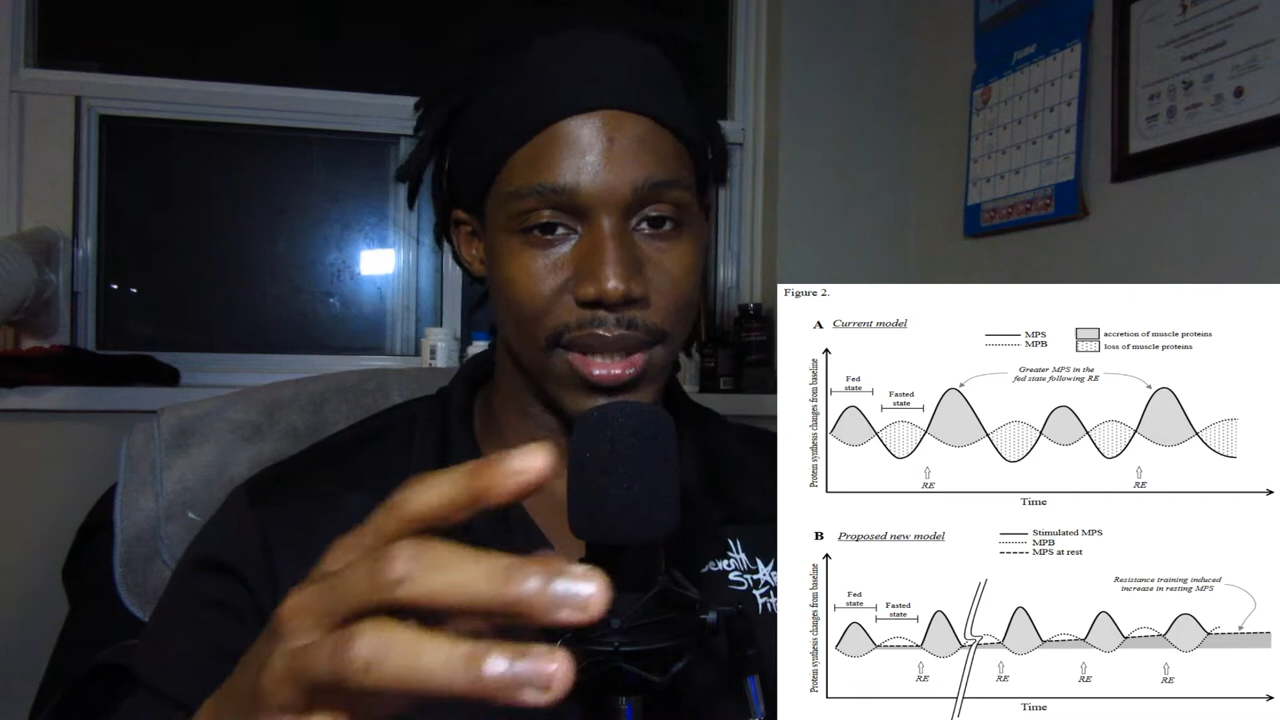 june
Figure 2.
A Current model
MPS
MPB
accretion of muscle proteins
loss of muscle proteins
Protein synthesis changes from baseline
Fed
state
Fasted
state
Greater MPS in the
fed state following RE
RE
RE
Time
B Proposed new model
Stimulated MPS
MPB
MPS at rest
Protein synthesis changes from baseline
Fed
state
Fasted
state
Resistance training induced
increase in resting MPS
RE
RE
RE
RE
Time